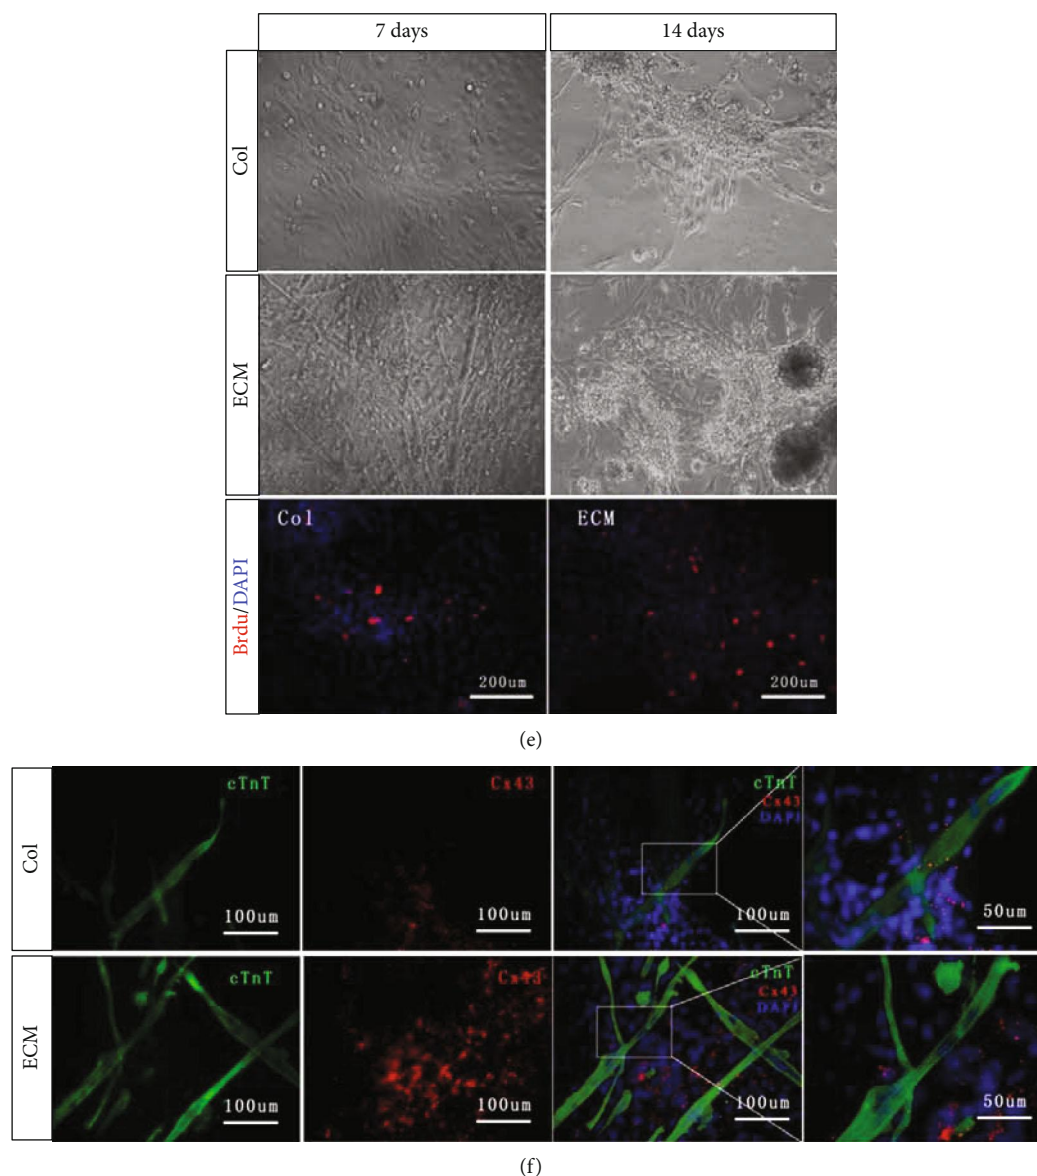 7 days
14 days
Col
ECM
Brdu/DAPI
Col
200um
ECM
200um
(e)
Col
cTnT
100um
Cx43
100um
cTnT
Cx43
DAPI
100um
50um
ECM
cTnT
100um
Cx43
100um
cTnT
Cx43
DAPI
100um
50um
(f)